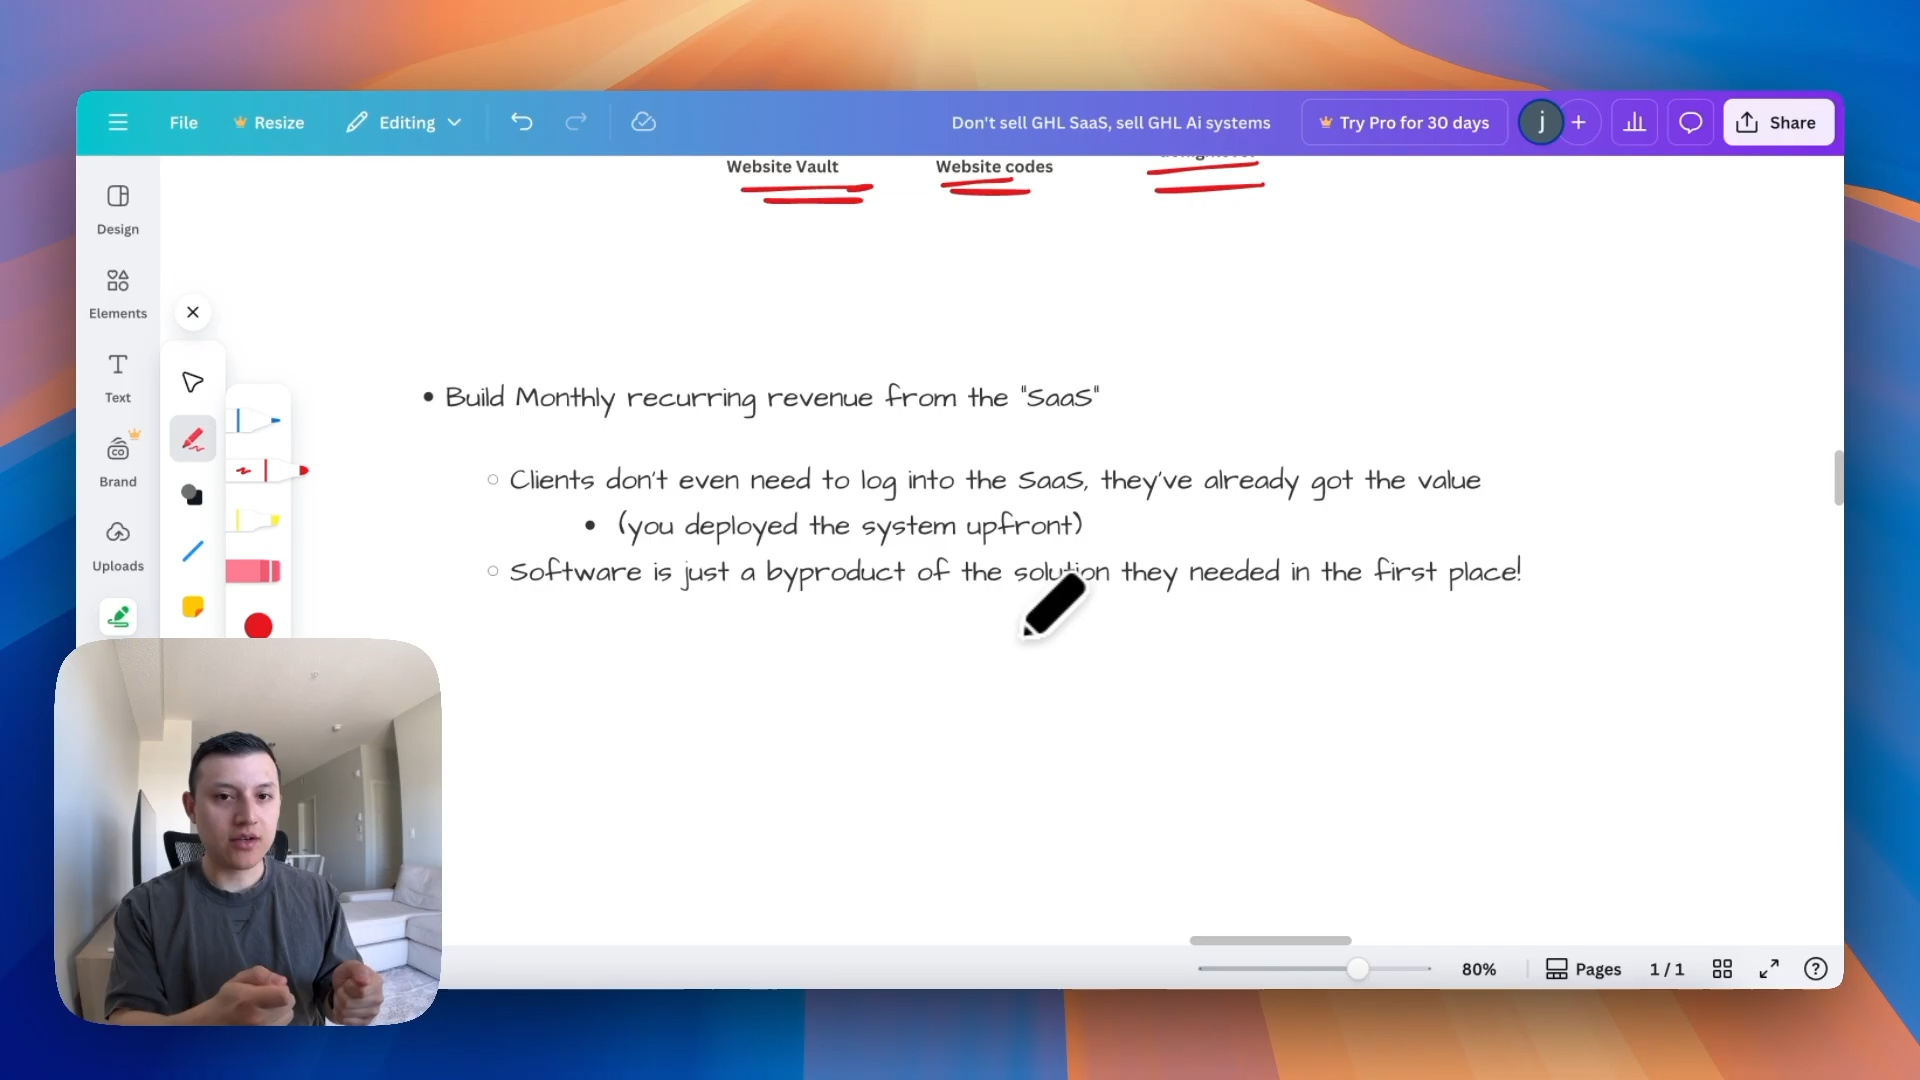 File
Resize
Editing
Don't sell GHL SaaS, sell GHL Ai systems
Try Pro for 30 days
j
Share
Website Vault
Website codes
Design
Elements
Text
Brand
Uploads
• Build Monthly recurring revenue from the "SaaS"
Clients don't even need to log into the SaaS, they've already got the value
• (you deployed the system upfront)
Software is just a byproduct of the solution they needed in the first place!
80%
Pages
1 / 1